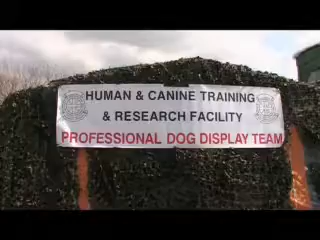 HUMAN & CANINE TRAINING
& RESEARCH FACILITY
PROFESSIONAL DOG DISPLAY TEAM